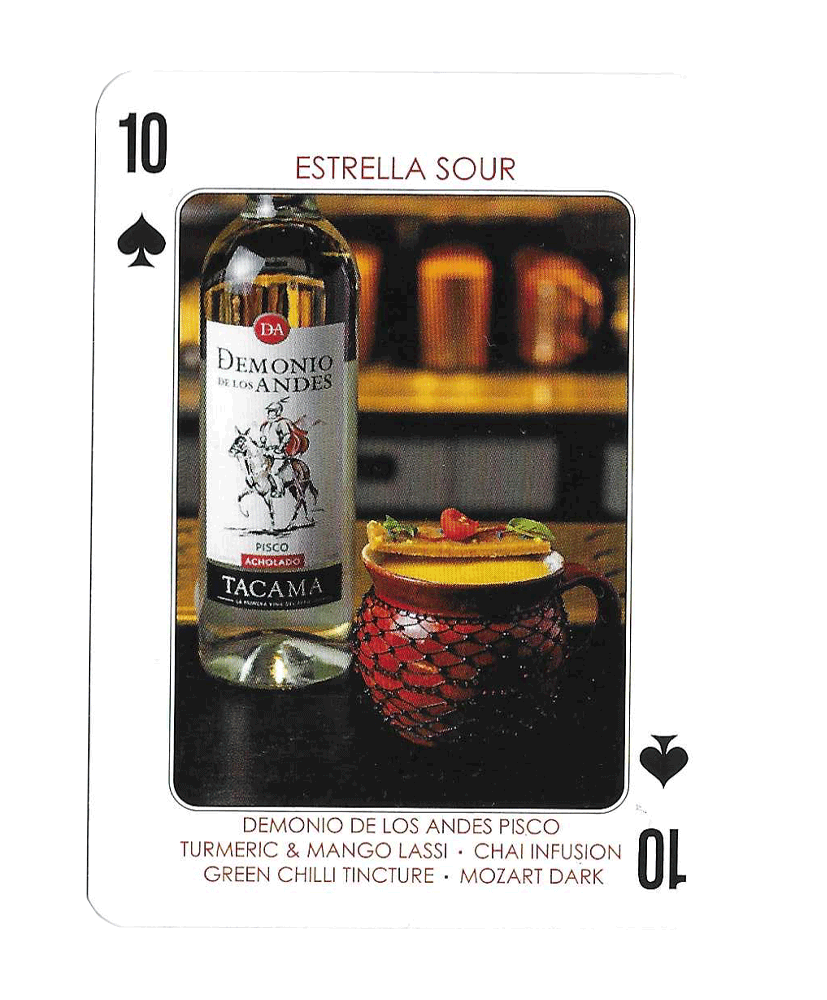 10
ESTRELLA SOUR
DA
DEMONIO
DE LOS ANDES
PISCO
ACHOLADO
TACAMA
DEMONIO DE LOS ANDES PISCO
TURMERIC & MANGO LASSI • CHAI INFUSION
GREEN CHILLI TINCTURE • MOZART DARK
10